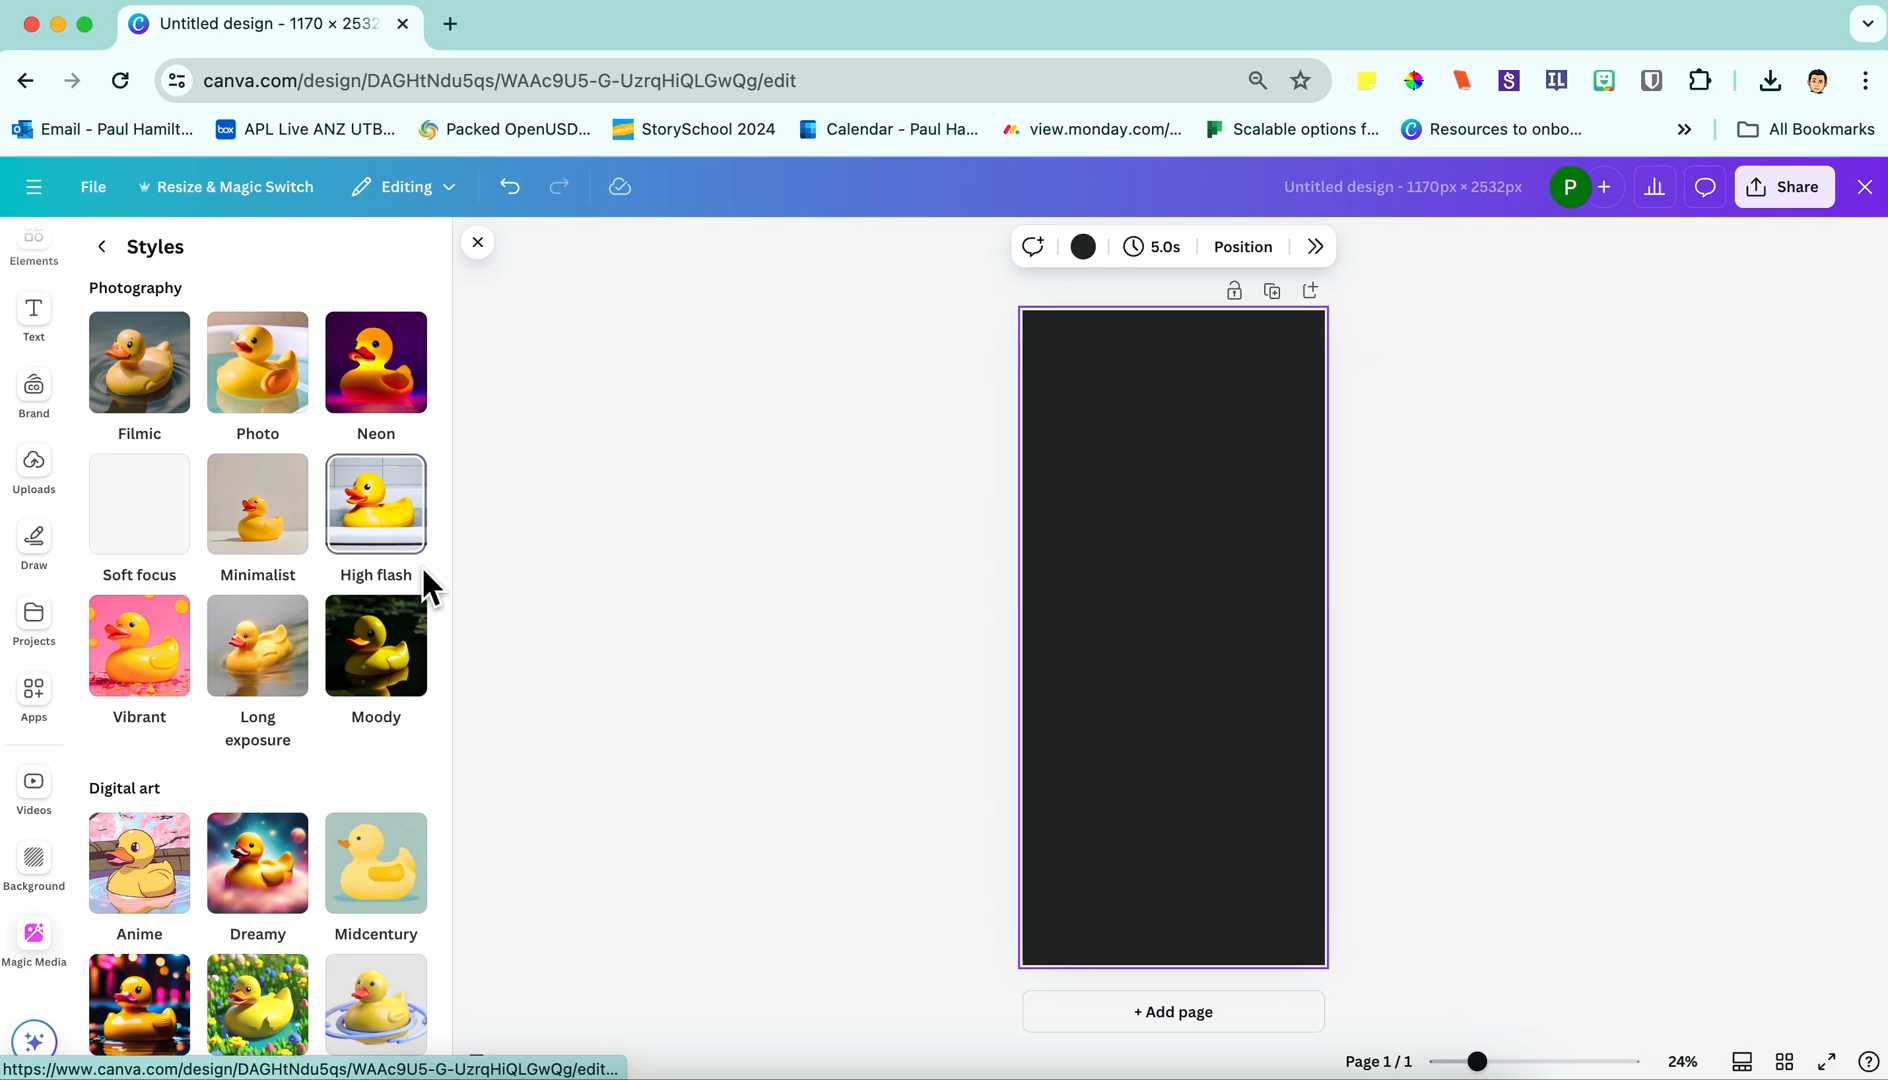 Untitled design - 1170 × 2532
canva.com/design/DAGHtNdu5qs/WAAc9U5-G-UzrqHiQLGwQg/edit
Email - Paul Hamilt...
box
APL Live ANZ UTB...
Packed OpenUSD...
StorySchool 2024
Calendar - Paul Ha...
view.monday.com/...
Scalable options f...
Resources to onbo...
All Bookmarks
File
Resize & Magic Switch
Editing
Untitled design - 1170px × 2532px
P
Share
Elements
Text
Brand
Uploads
Draw
Projects
Apps
Videos
Background
Magic Media
Styles
Photography
Filmic
Photo
Neon
Soft focus
Minimalist
High flash
Vibrant
Long
exposure
Moody
Digital art
Anime
Dreamy
Midcentury
5.0s
Position
+ Add page
Page 1 / 1
24%
https://www.canva.com/design/DAGHtNdu5qs/WAAc9U5-G-UzrqHiQLGwQg/edit...